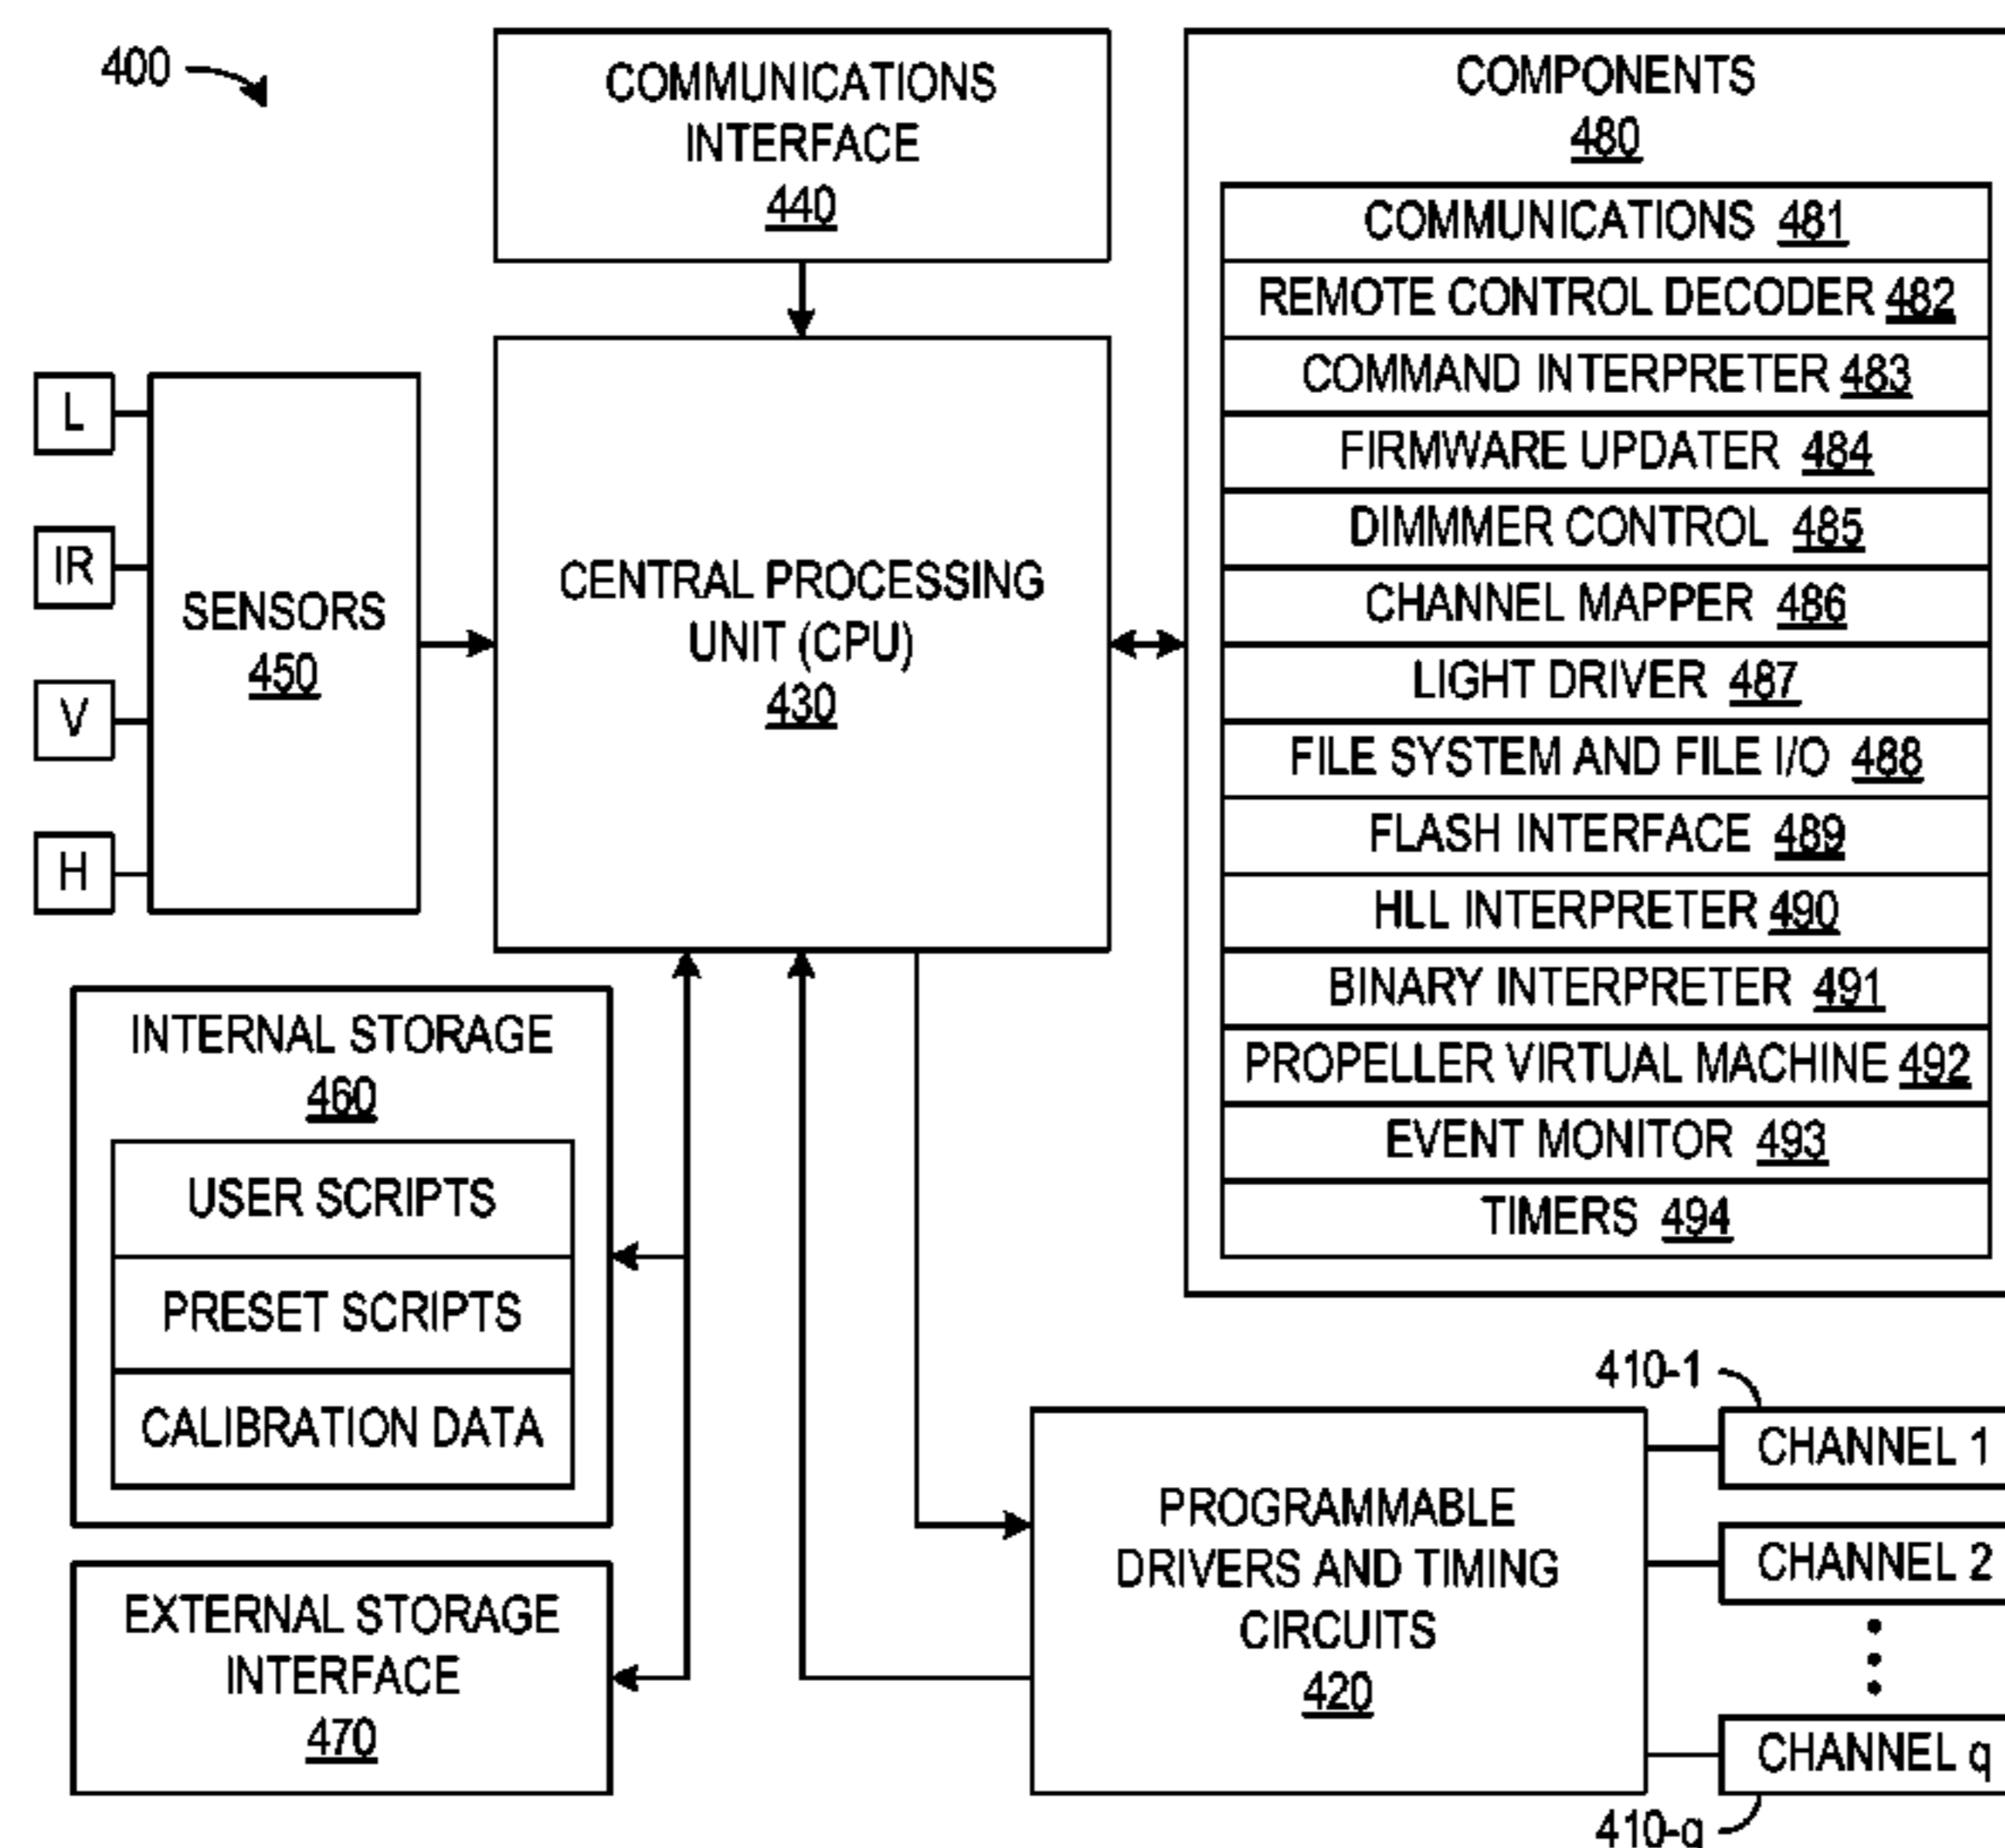 400
COMMUNICATIONS
INTERFACE
440
COMPONENTS
480
COMMUNICATIONS 481
REMOTE CONTROL DECODER 482
COMMAND INTERPRETER 483
FIRMWARE UPDATER 484
DIMMMER CONTROL 485
CHANNEL MAPPER 486
LIGHT DRIVER 487
FILE SYSTEM AND FILE I/O 488
FLASH INTERFACE 489
HLL INTERPRETER 490
BINARY INTERPRETER 491
PROPELLER VIRTUAL MACHINE 492
EVENT MONITOR 493
TIMERS 494
L
IR
V
H
SENSORS
450
CENTRAL PROCESSING
UNIT (CPU)
430
INTERNAL STORAGE
460
USER SCRIPTS
PRESET SCRIPTS
CALIBRATION DATA
EXTERNAL STORAGE
INTERFACE
470
PROGRAMMABLE
DRIVERS AND TIMING
CIRCUITS
420
410-1
CHANNEL 1
CHANNEL 2
CHANNEL q
410-q